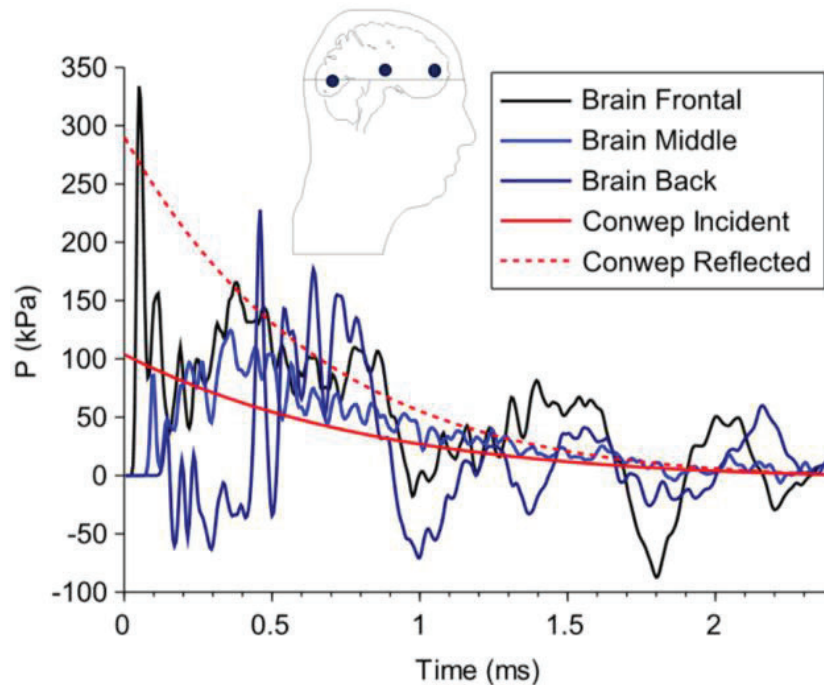 350
300
250
200
150
100
50
0
-50
-100
P (kPa)
0
0.5
1
1.5
2
Time (ms)
Brain Frontal
Brain Middle
Brain Back
Conwep Incident
Conwep Reflected